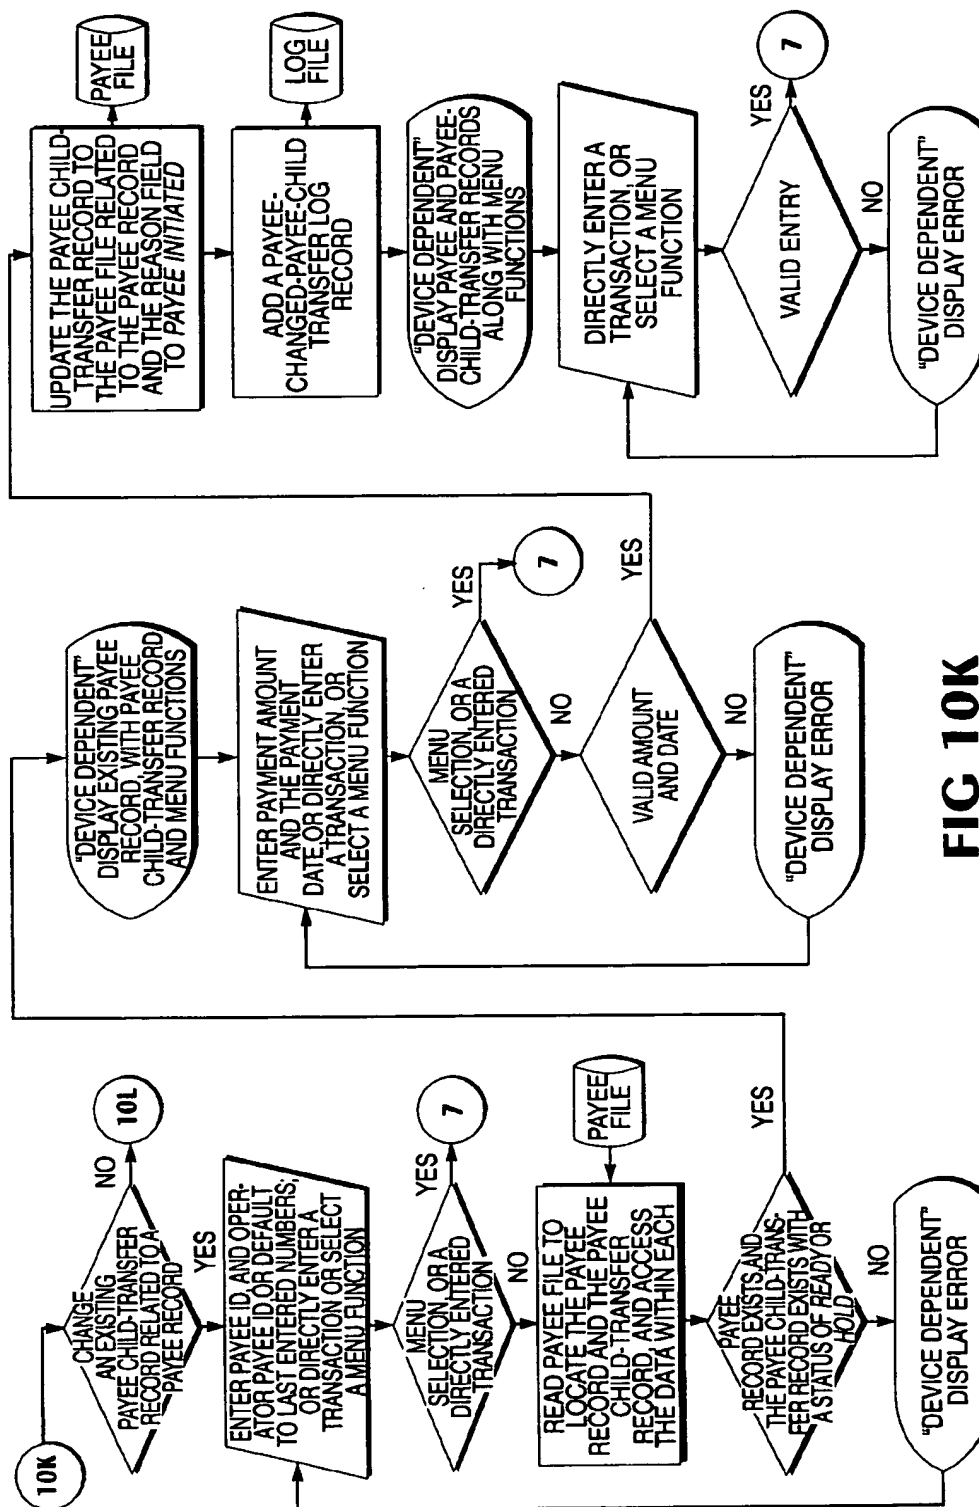 10K
CHANGE
AN EXISTING
PAYEE CHILD-TRANSFER
RECORD RELATED TO A
PAYEE RECORD
NO
10L
YES
ENTER PAYEE ID, AND OPER-
ATOR PAYEE ID OR DEFAULT
TO LAST ENTERED NUMBERS;
OR DIRECTLY ENTER A
TRANSACTION OR SELECT
A MENU FUNCTION
MENU
SELECTION, OR A
DIRECTLY ENTERED
TRANSACTION
YES
7
NO
READ PAYEE FILE TO
LOCATE THE PAYEE
RECORD AND THE PAYEE
CHILD-TRANSFER
RECORD, AND ACCESS
THE DATA WITHIN EACH
PAYEE
FILE
PAYEE
RECORD EXISTS AND
THE PAYEE CHILD-TRANS-
FER RECORD EXISTS WITH
A STATUS OF READY OR
HOLD
YES
NO
"DEVICE DEPENDENT"
DISPLAY ERROR
"DEVICE DEPENDENT"
DISPLAY EXISTING PAYEE
RECORD, WITH PAYEE
CHILD-TRANSFER RECORD
AND MENU FUNCTIONS
ENTER PAYMENT AMOUNT
AND THE PAYMENT
DATE, OR DIRECTLY ENTER
A TRANSACTION, OR
SELECT A MENU FUNCTION
MENU
SELECTION, OR A
DIRECTLY ENTERED
TRANSACTION
YES
7
NO
VALID AMOUNT
AND DATE
YES
NO
"DEVICE DEPENDENT"
DISPLAY ERROR
UPDATE THE PAYEE CHILD-
TRANSFER RECORD TO
THE PAYEE FILE RELATED
TO THE PAYEE RECORD
AND THE REASON FIELD
TO PAYEE INITIATED
PAYEE
FILE
ADD A PAYEE-
CHANGED-PAYEE-CHILD
TRANSFER LOG
RECORD
LOG
FILE
"DEVICE DEPENDENT"
DISPLAY PAYEE AND PAYEE-
CHILD-TRANSFER RECORDS
ALONG WITH MENU
FUNCTIONS
DIRECTLY ENTER A
TRANSACTION, OR
SELECT A MENU
FUNCTION
VALID ENTRY
YES
7
NO
"DEVICE DEPENDENT"
DISPLAY ERROR
FIG 10K